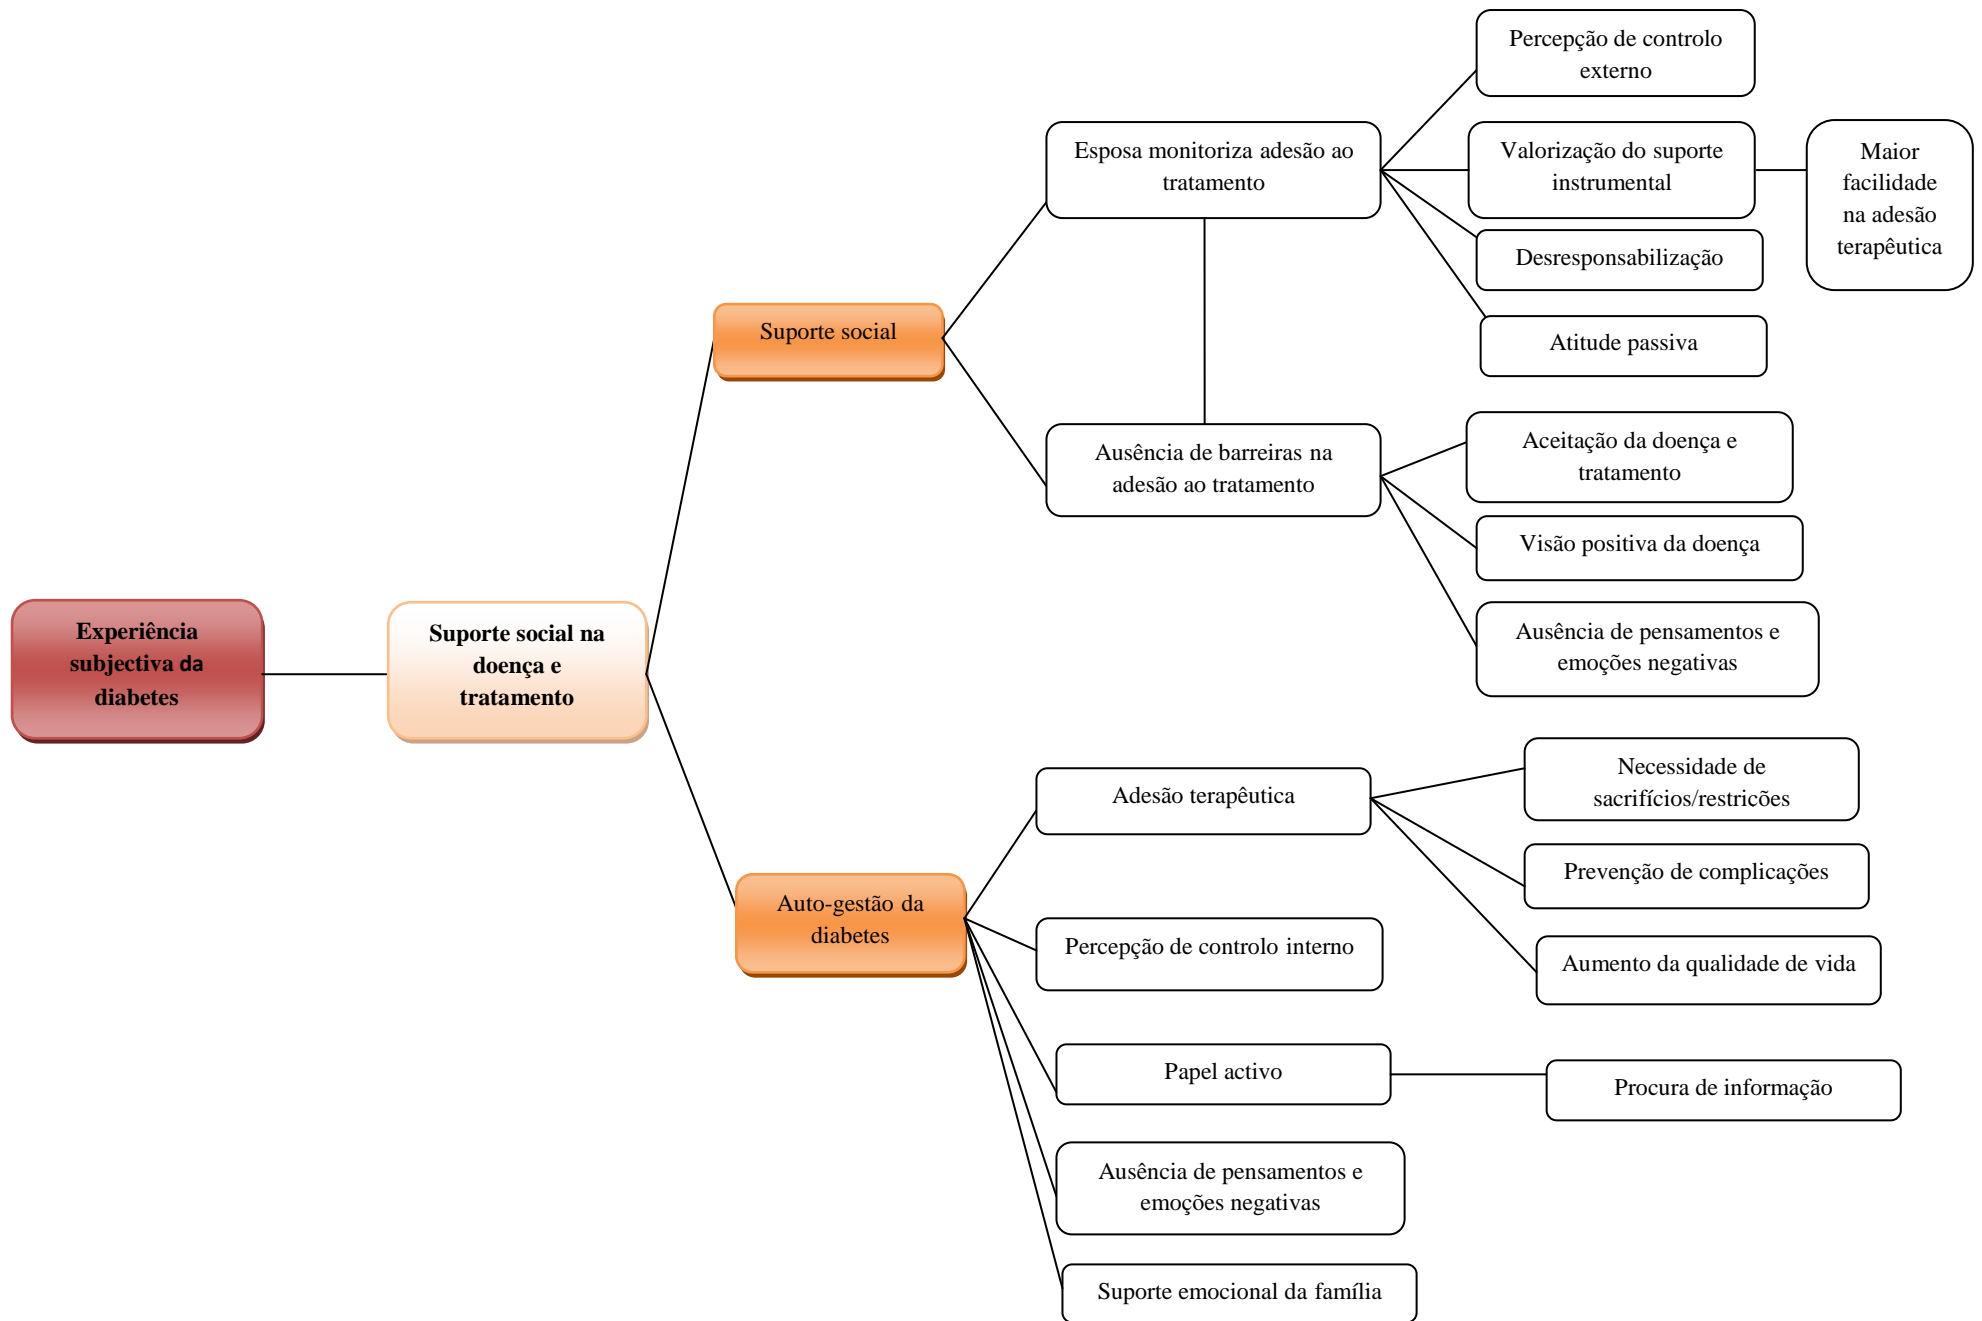 Experiência
subjectiva da
diabetes
Suporte social na
doença e
tratamento
Suporte social
Esposa monitoriza adesão ao
tratamento
Percepção de controlo
externo
Valorização do suporte
instrumental
Maior
facilidade
na adesão
terapêutica
Desresponsabilização
Atitude passiva
Ausência de barreiras na
adesão ao tratamento
Aceitação da doença e
tratamento
Visão positiva da doença
Ausência de pensamentos e
emoções negativas
Auto-gestão da
diabetes
Adesão terapêutica
Necessidade de
sacrifícios/restricões
Prevenção de complicações
Aumento da qualidade de vida
Percepção de controlo interno
Papel activo
Procura de informação
Ausência de pensamentos e
emoções negativas
Suporte emocional da família